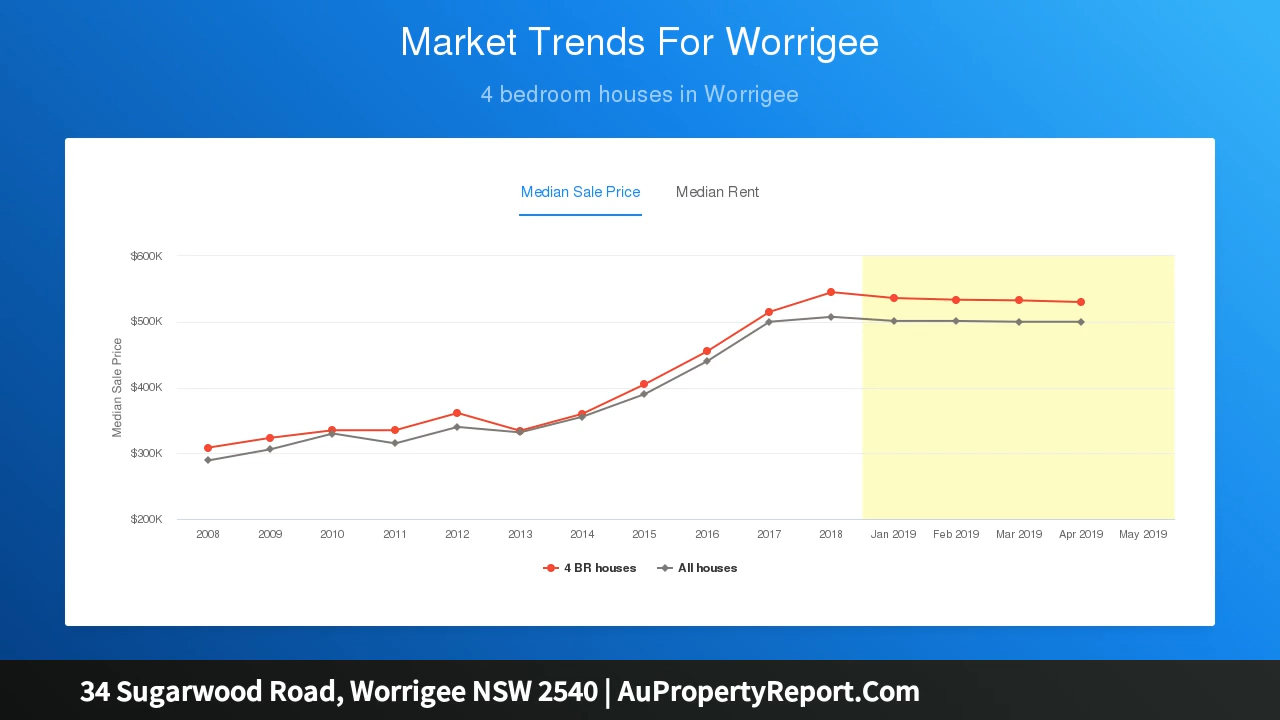 Market Trends For Worrigee
4 bedroom houses in Worrigee
Median Sale Price Median Rent
Median Sale Price
$600K
$500K
$400K
$300K
$200K
2008 2009 2010 2011 2012 2013 2014 2015 2016 2017 2018 Jan 2019 Feb 2019 Mar 2019 Apr 2019 May 2019
4 BR houses All houses
34 Sugarwood Road, Worrigee NSW 2540 | AuPropertyReport.Com